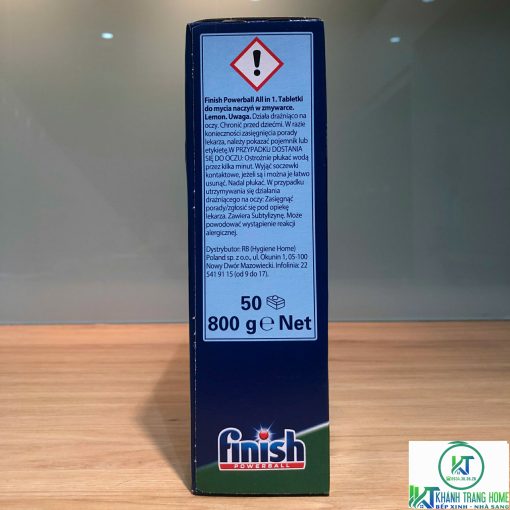 !
Finish Powerball All in 1. Tabletki
do mycia naczyń w zmywarce.
Lemon. Uwaga. Działa drażniąco na
oczy. Chronić przed dziećmi. W razie
konieczności zasięgnięcia porady
lekarza, należy pokazać pojemnik lub
etykietę W PRZYPADKU DOSTANIA
SIĘ DO OCZU: Ostrożnie płukać wodą
przez kilka minut. Wyjąć soczewki
kontaktowe, jeżeli są i można je łatwo
usunąć. Nadal płukać. W przypadku
utrzymywania się działania
drażniącego na oczy: Zasięgnąć
porady/zgłosić się pod opiekę
lekarza. Zawiera Subtylizynę. Może
powodować wystąpienie reakcji
alergicznej.
Dystrybutor: RB (Hygiene Home)
Poland sp. z o.o., ul. Okunin 1, 05-100
Nowy Dwór Mazowiecki. Infolinia: 22
541 91 15 (od 9 do 17).
50
800 g ℮ Net
finish
POWERBALL
KT
KT KHÁNH TRANG HOME
BẾP XINH - NHÀ SANG